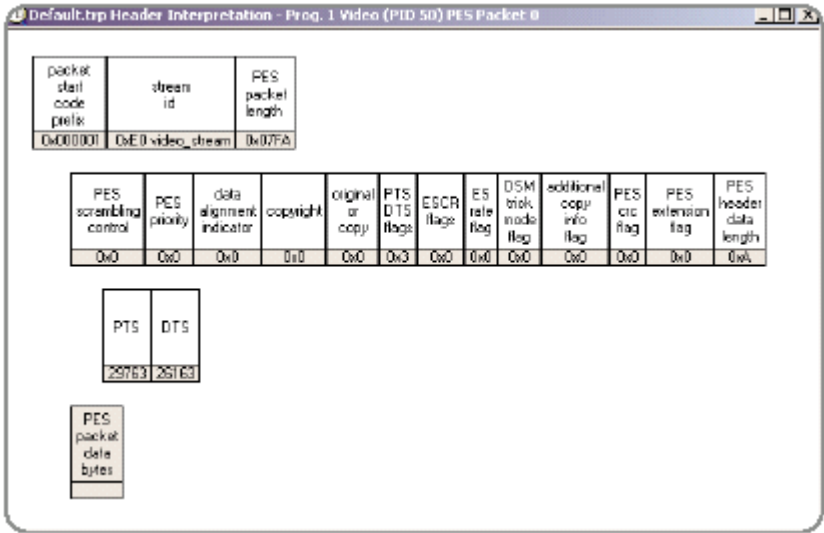 Default.trp Header Interpretation - Prog. 1 Video (PID 50) PES Packet 0
packet
start
code
prefix
stream
id
PES
packet
length
0x000001
0xE0 video_stream
0x07FA
PES
scrambling
control
PES
priority
data
alignment
indicator
copyright
original
or
copy
PTS
DTS
flags
ESCR
flags
ES
rate
flag
DSM
trick
mode
flag
additional
copy
info
flag
PES
crc
flag
PES
extension
flag
PES
header
data
length
0x0
0x0
0x0
0x0
0x0
0x3
0x0
0x0
0x0
0x0
0x0
0x0
0xA
PTS
DTS
29763
26163
PES
packet
data
bytes